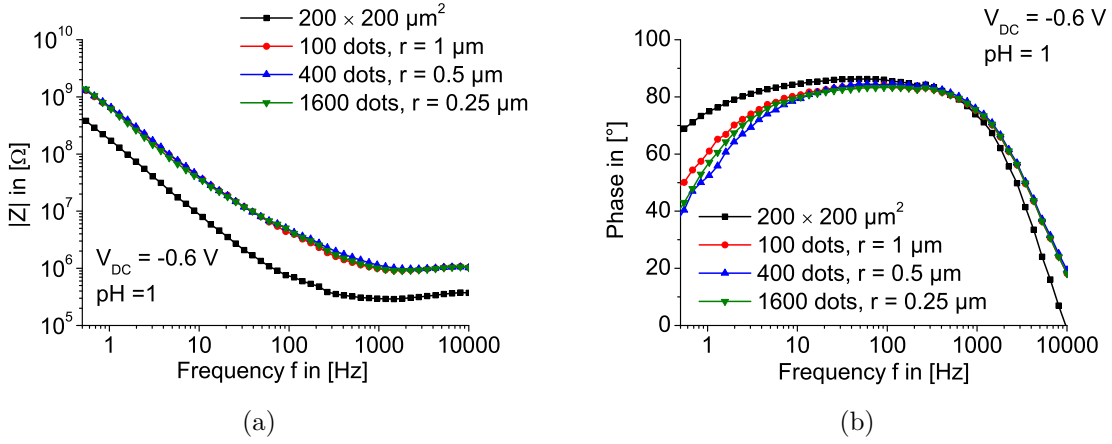 200 × 200 µm²
100 dots, r = 1 µm
400 dots, r = 0.5 µm
1600 dots, r = 0.25 µm
10¹⁰
10⁹
10⁸
10⁷
10⁶
10⁵
|Z| in [Ω]
V_DC = -0.6 V
pH =1
1 10 100 1000 10000
Frequency f in [Hz]
(a)
V_DC = -0.6 V
pH = 1
100
80
60
40
20
0
Phase in [°]
200 × 200 µm²
100 dots, r = 1 µm
400 dots, r = 0.5 µm
1600 dots, r = 0.25 µm
1 10 100 1000 10000
Frequency f in [Hz]
(b)